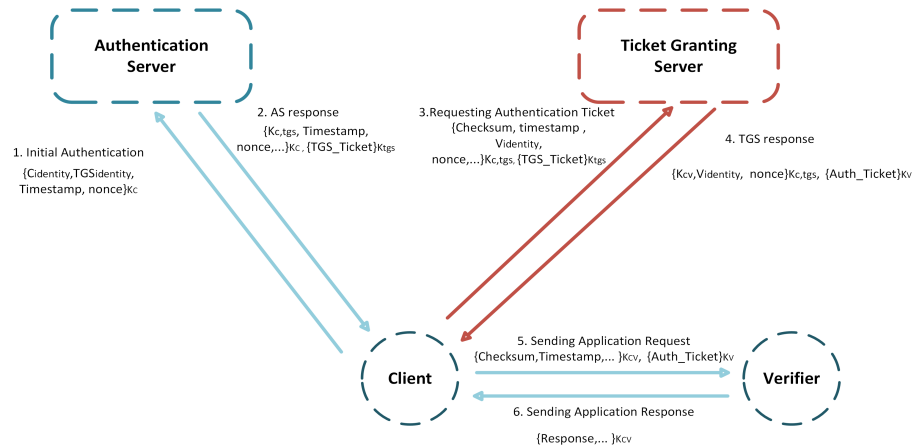 Authentication
Server
Ticket Granting
Server
1. Initial Authentication
{Cidentity,TGSidentity,
Timestamp, nonce}Kc
2. AS response
{Kc,tgs, Timestamp,
nonce,...}Kc , {TGS_Ticket}Ktgs
3.Requesting Authentication Ticket
{Checksum, timestamp ,
Videntity,
nonce,...}Kc,tgs, {TGS_Ticket}Ktgs
4. TGS response
{Kcv,Videntity, nonce}Kc,tgs, {Auth_Ticket}Kv
5. Sending Application Request
{Checksum,Timestamp,... }Kcv, {Auth_Ticket}Kv
Client
Verifier
6. Sending Application Response
{Response,... }Kcv